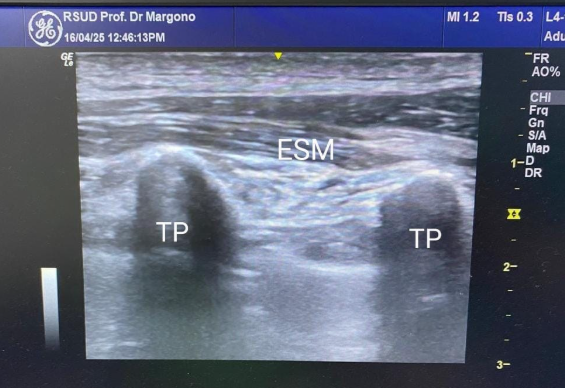 RSUD Prof. Dr Margono
16/04/25 12:46:13PM
MI 1.2 TIs 0.3 L4-
Adu
GE
FR
AO%
CHI
Frq
Gn
S/A
Map
D
DR
ESM
TP
TP
1-
2-
3-